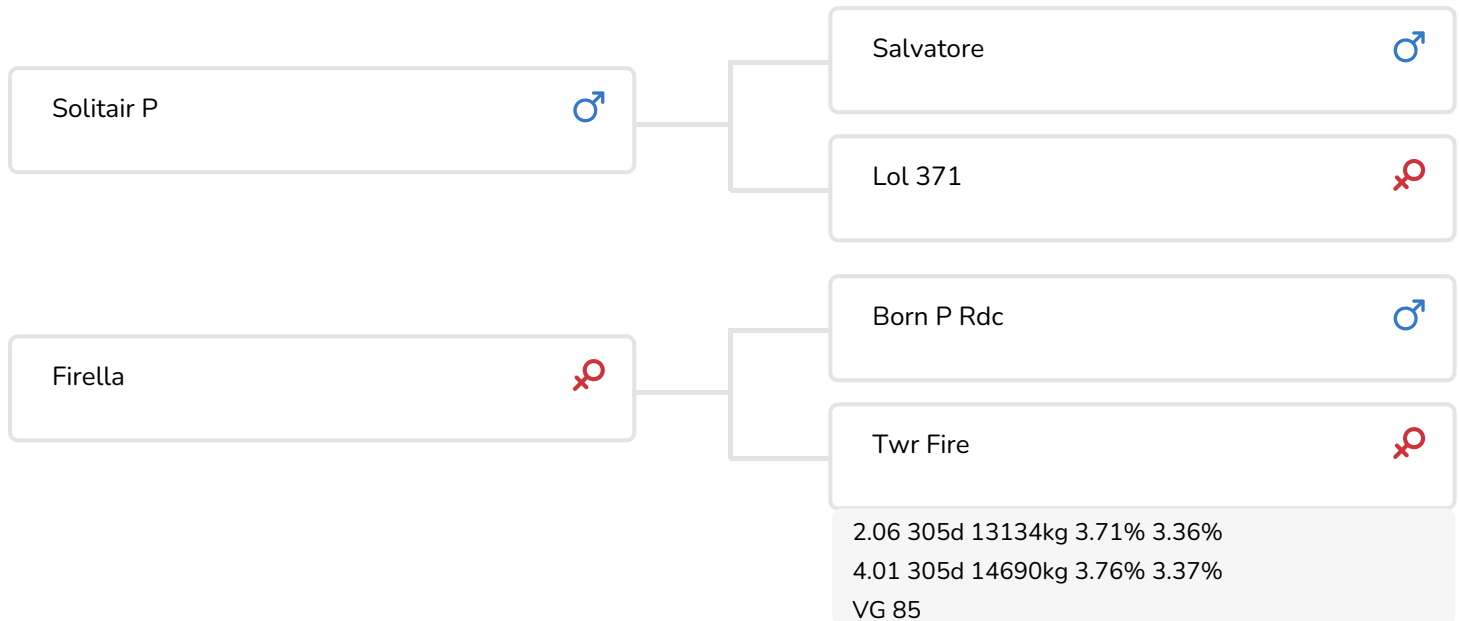 Salvatore
Solitair P
Lol 371
Born P Rdc
Firella
Twr Fire
2.06 305d 13134kg 3.71% 3.36%
4.01 305d 14690kg 3.76% 3.37%
VG 85